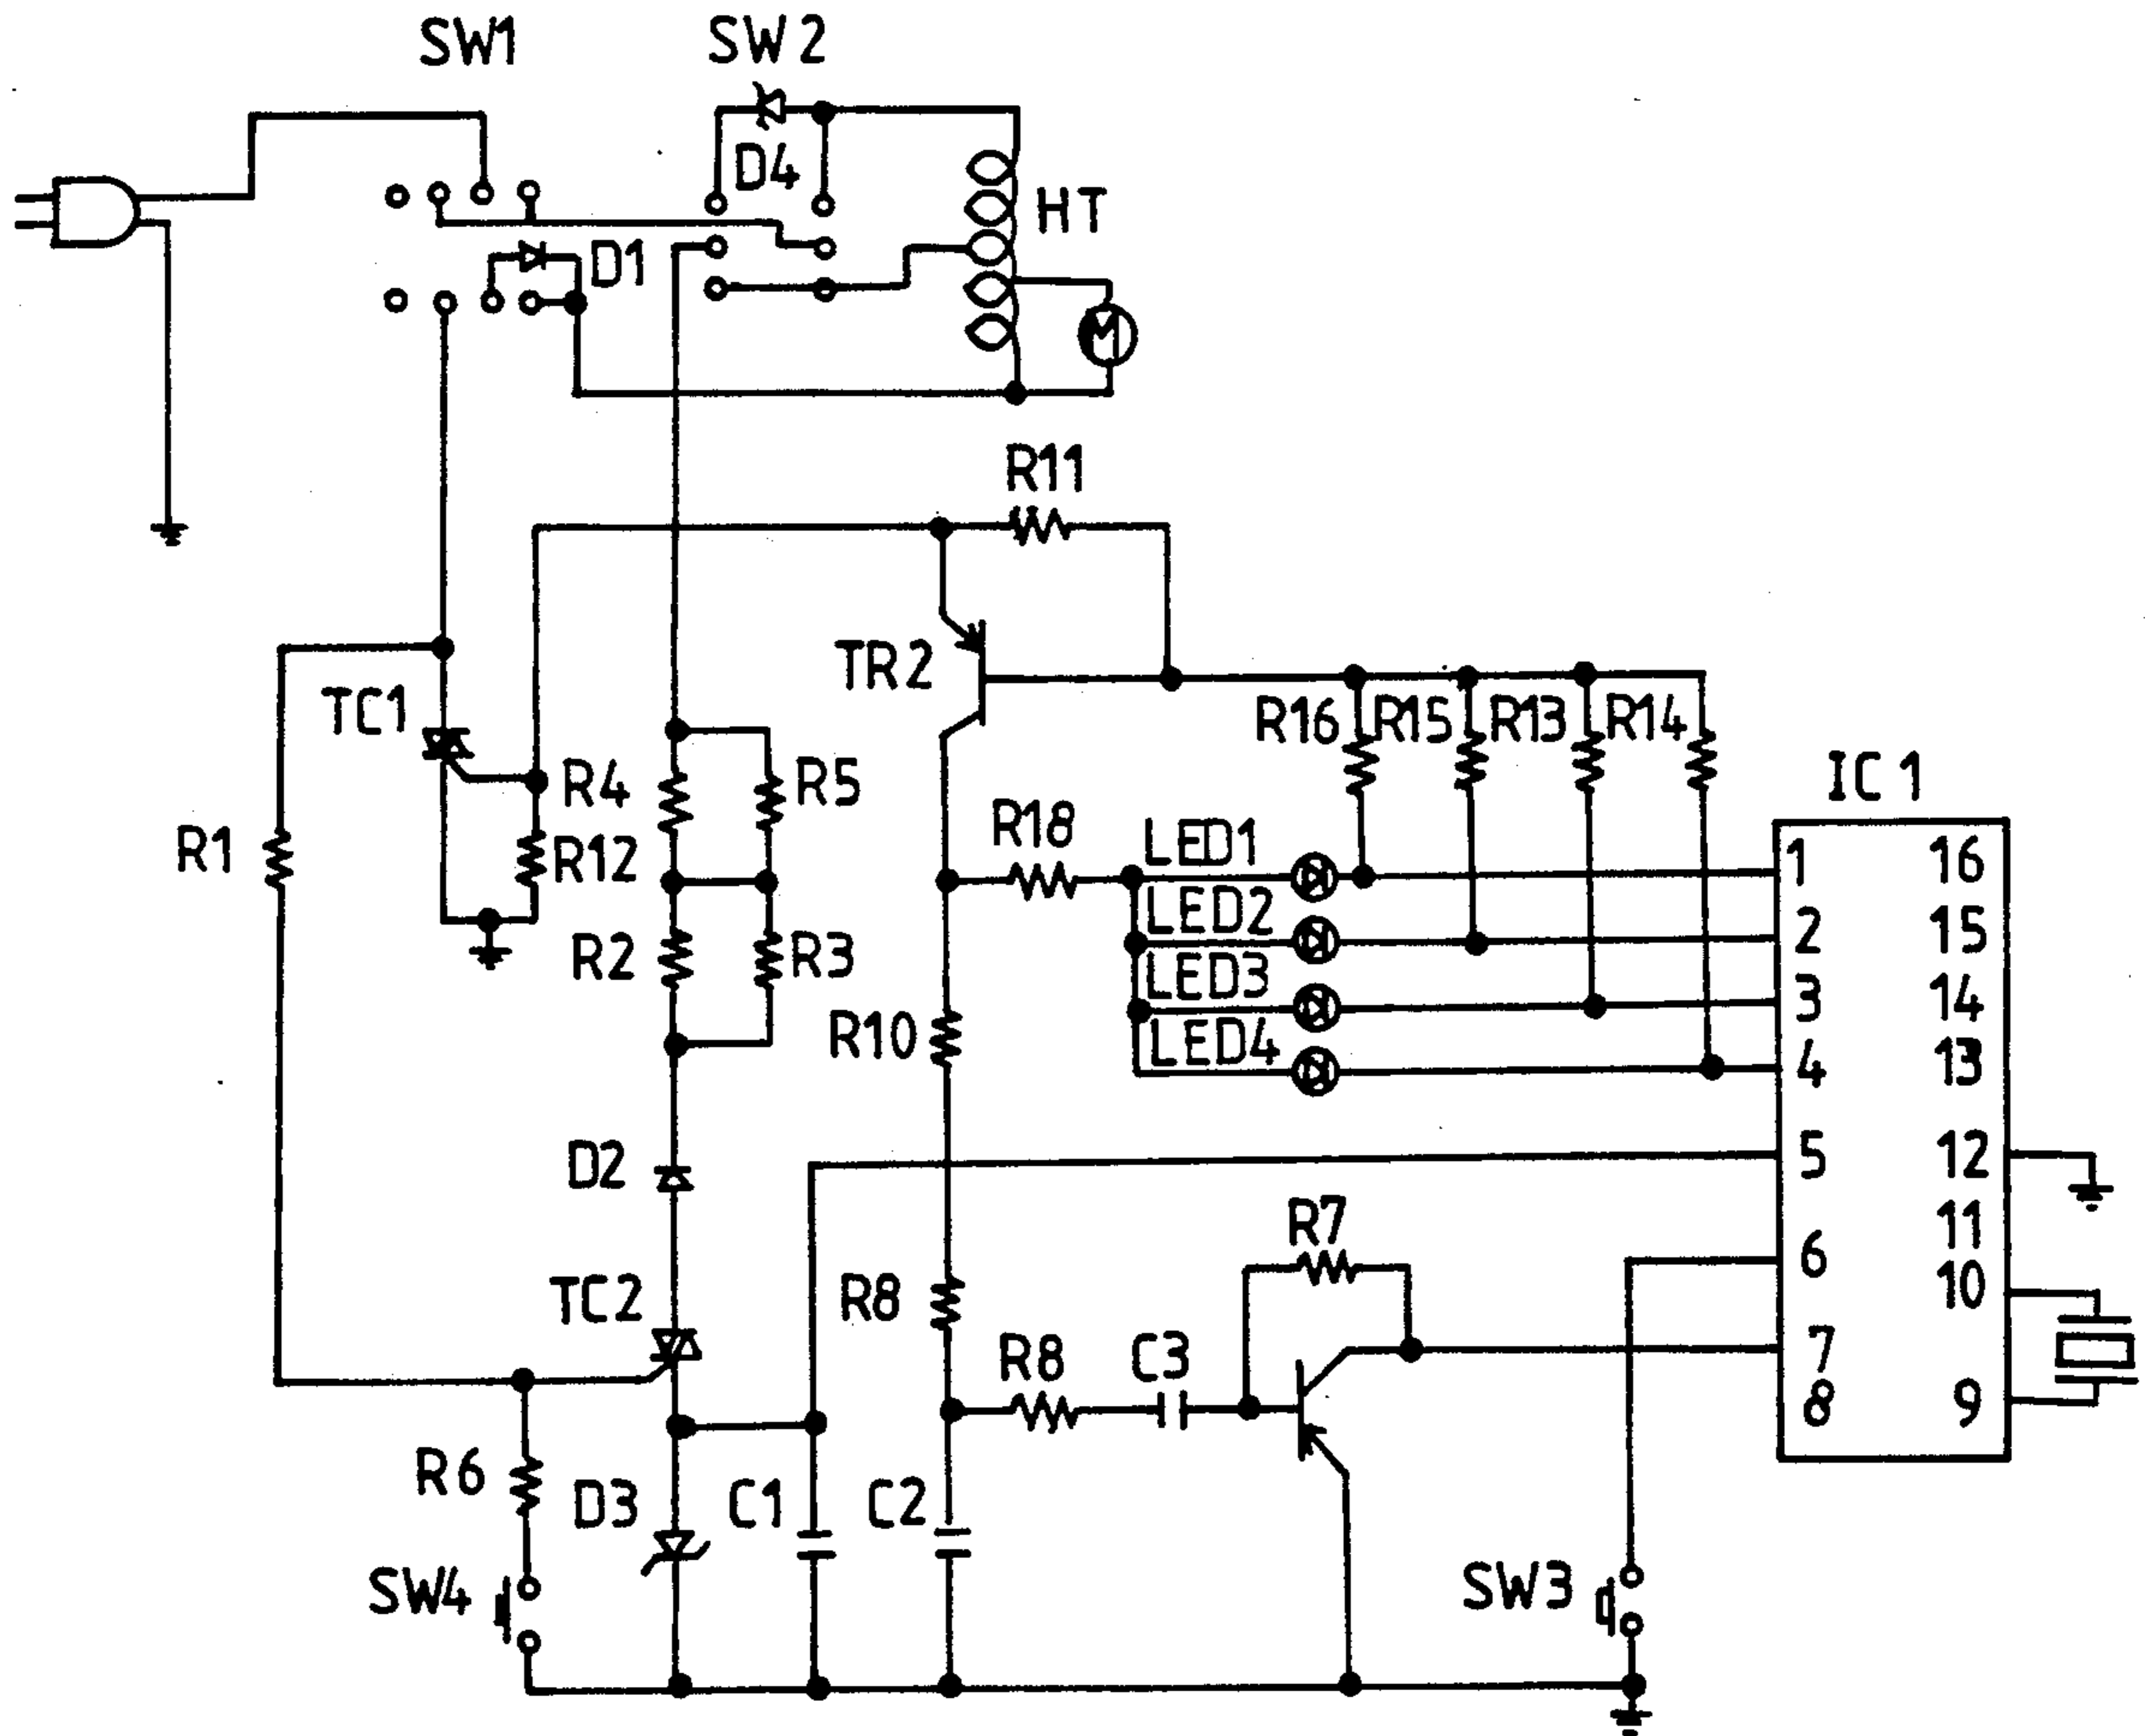 SW1
SW2
D4
HT
D1
M
R11
TR2
TC1
R16
R15
R13
R14
IC1
R4
R5
R18
LED1
R1
R12
1
16
LED2
2
15
R2
R3
LED3
3
14
R10
LED4
4
13
D2
5
12
R7
11
TC2
R8
6
10
R8
C3
7
8
9
R6
D3
C1
C2
SW4
SW3